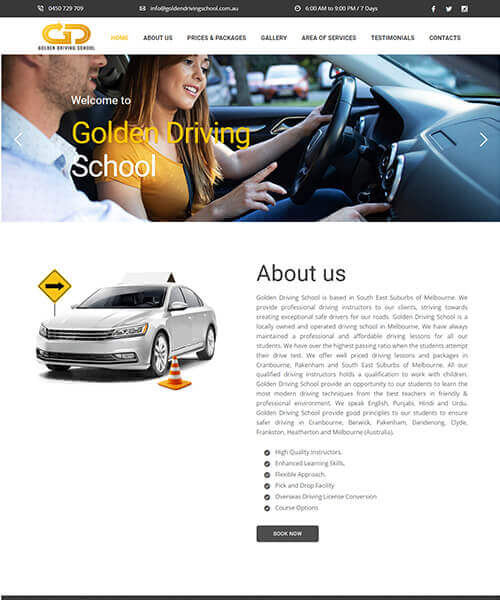 0450 729 709 info@goldendrivingschool.com.au 6:00 AM to 9:00 PM / 7 Days
GD
GOLDEN DRIVING SCHOOL
HOME ABOUT US PRICES & PACKAGES GALLERY AREA OF SERVICES TESTIMONIALS CONTACTS
Welcome to
Golden Driving
School
About us
Golden Driving School is based in South East Suburbs of Melbourne. We
provide professional driving instructors to our clients, striving towards
creating exceptional safe drivers for our roads. Golden Driving School is a
locally owned and operated driving school in Melbourne. We have always
maintained a professional and affordable driving lessons for all our
students. We have over the highest passing ratio when the students attempt
their drive test. We offer well priced driving lessons and packages in
Cranbourne, Pakenham and South East Suburbs of Melbourne. All our
qualified driving instructors holds a qualification to work with children.
Golden Driving School provide an opportunity to our students to learn the
most modern driving techniques from the best teachers in friendly &
professional environment. We speak English, Punjabi, Hindi and Urdu.
Golden Driving School provide good principles to our students to ensure
safer driving in Cranbourne, Berwick, Pakenham, Dandenong, Clyde,
Frankston, Heatherton and Melbourne (Australia).
High Quality Instructors.
Enhanced Learning Skills,
Flexible Approach.
Pick and Drop Facility
Overseas Driving License Conversion
Course Options
BOOK NOW